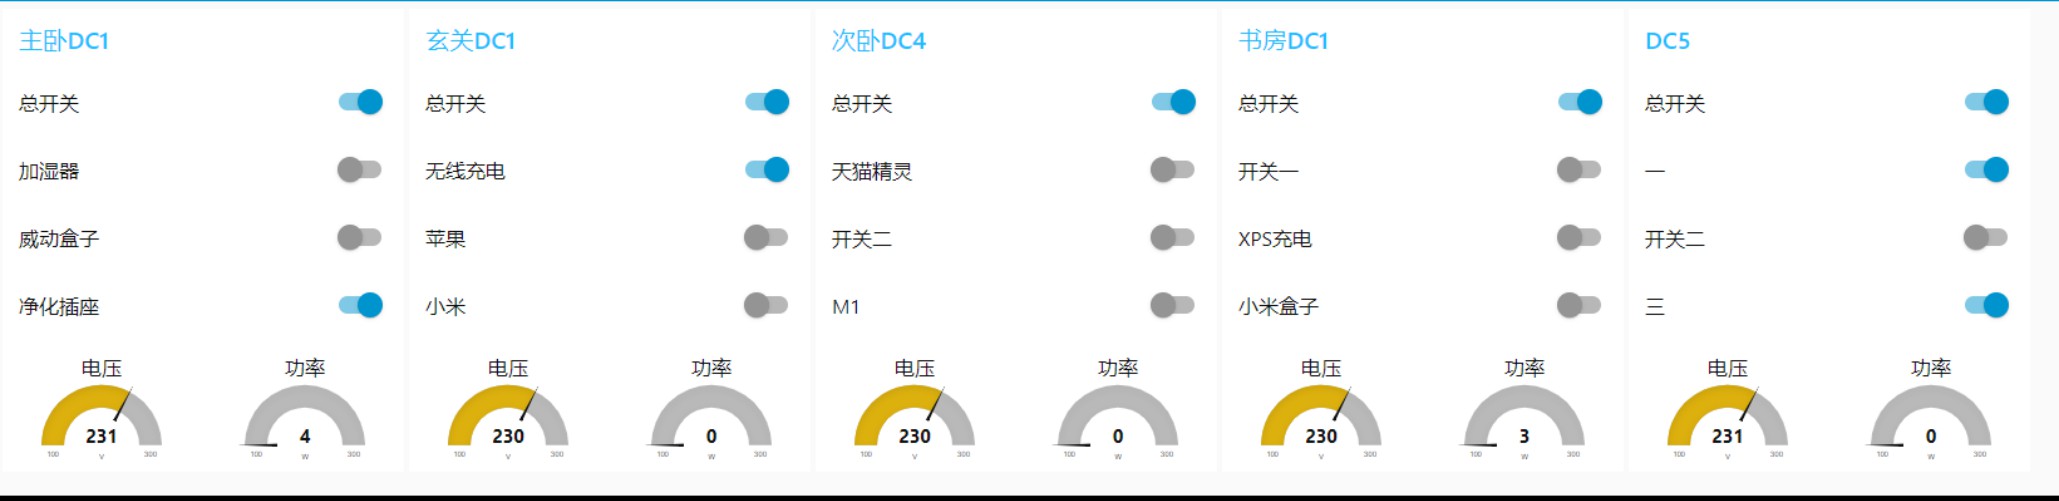 主卧DC1
总开关
加湿器
威动盒子
净化插座
电压 功率
231 4
100 V 300 100 W 300
玄关DC1
总开关
无线充电
苹果
小米
电压 功率
230 0
100 V 300 100 W 300
次卧DC4
总开关
天猫精灵
开关二
M1
电压 功率
230 0
100 V 300 100 W 300
书房DC1
总开关
开关一
XPS充电
小米盒子
电压 功率
230 3
100 V 300 100 W 300
DC5
总开关
一
开关二
三
电压 功率
231 0
100 V 300 100 W 300